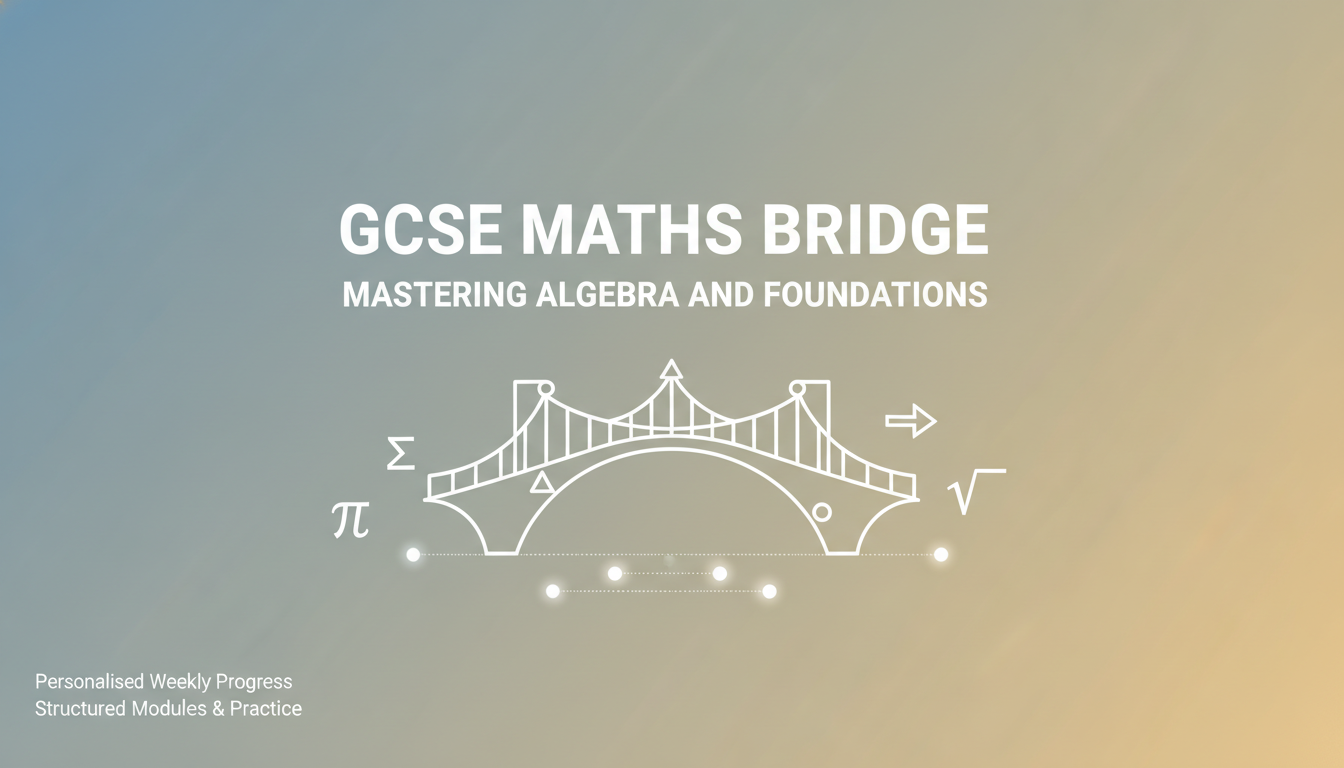 GCSE MATHS BRIDGE
MASTERING ALGEBRA AND FOUNDATIONS
Σ
π
√
Personalised Weekly Progress
Structured Modules & Practice